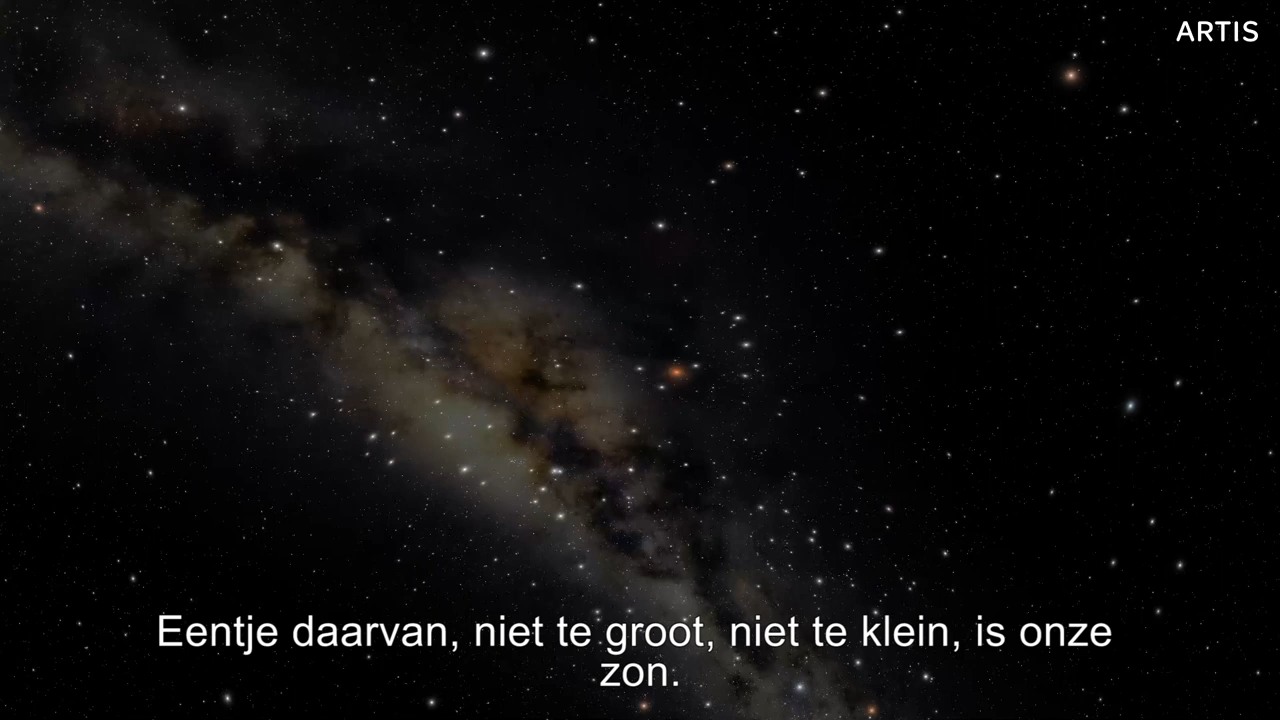 ARTIS
Eentje daarvan, niet te groot, niet te klein, is onze
zon.